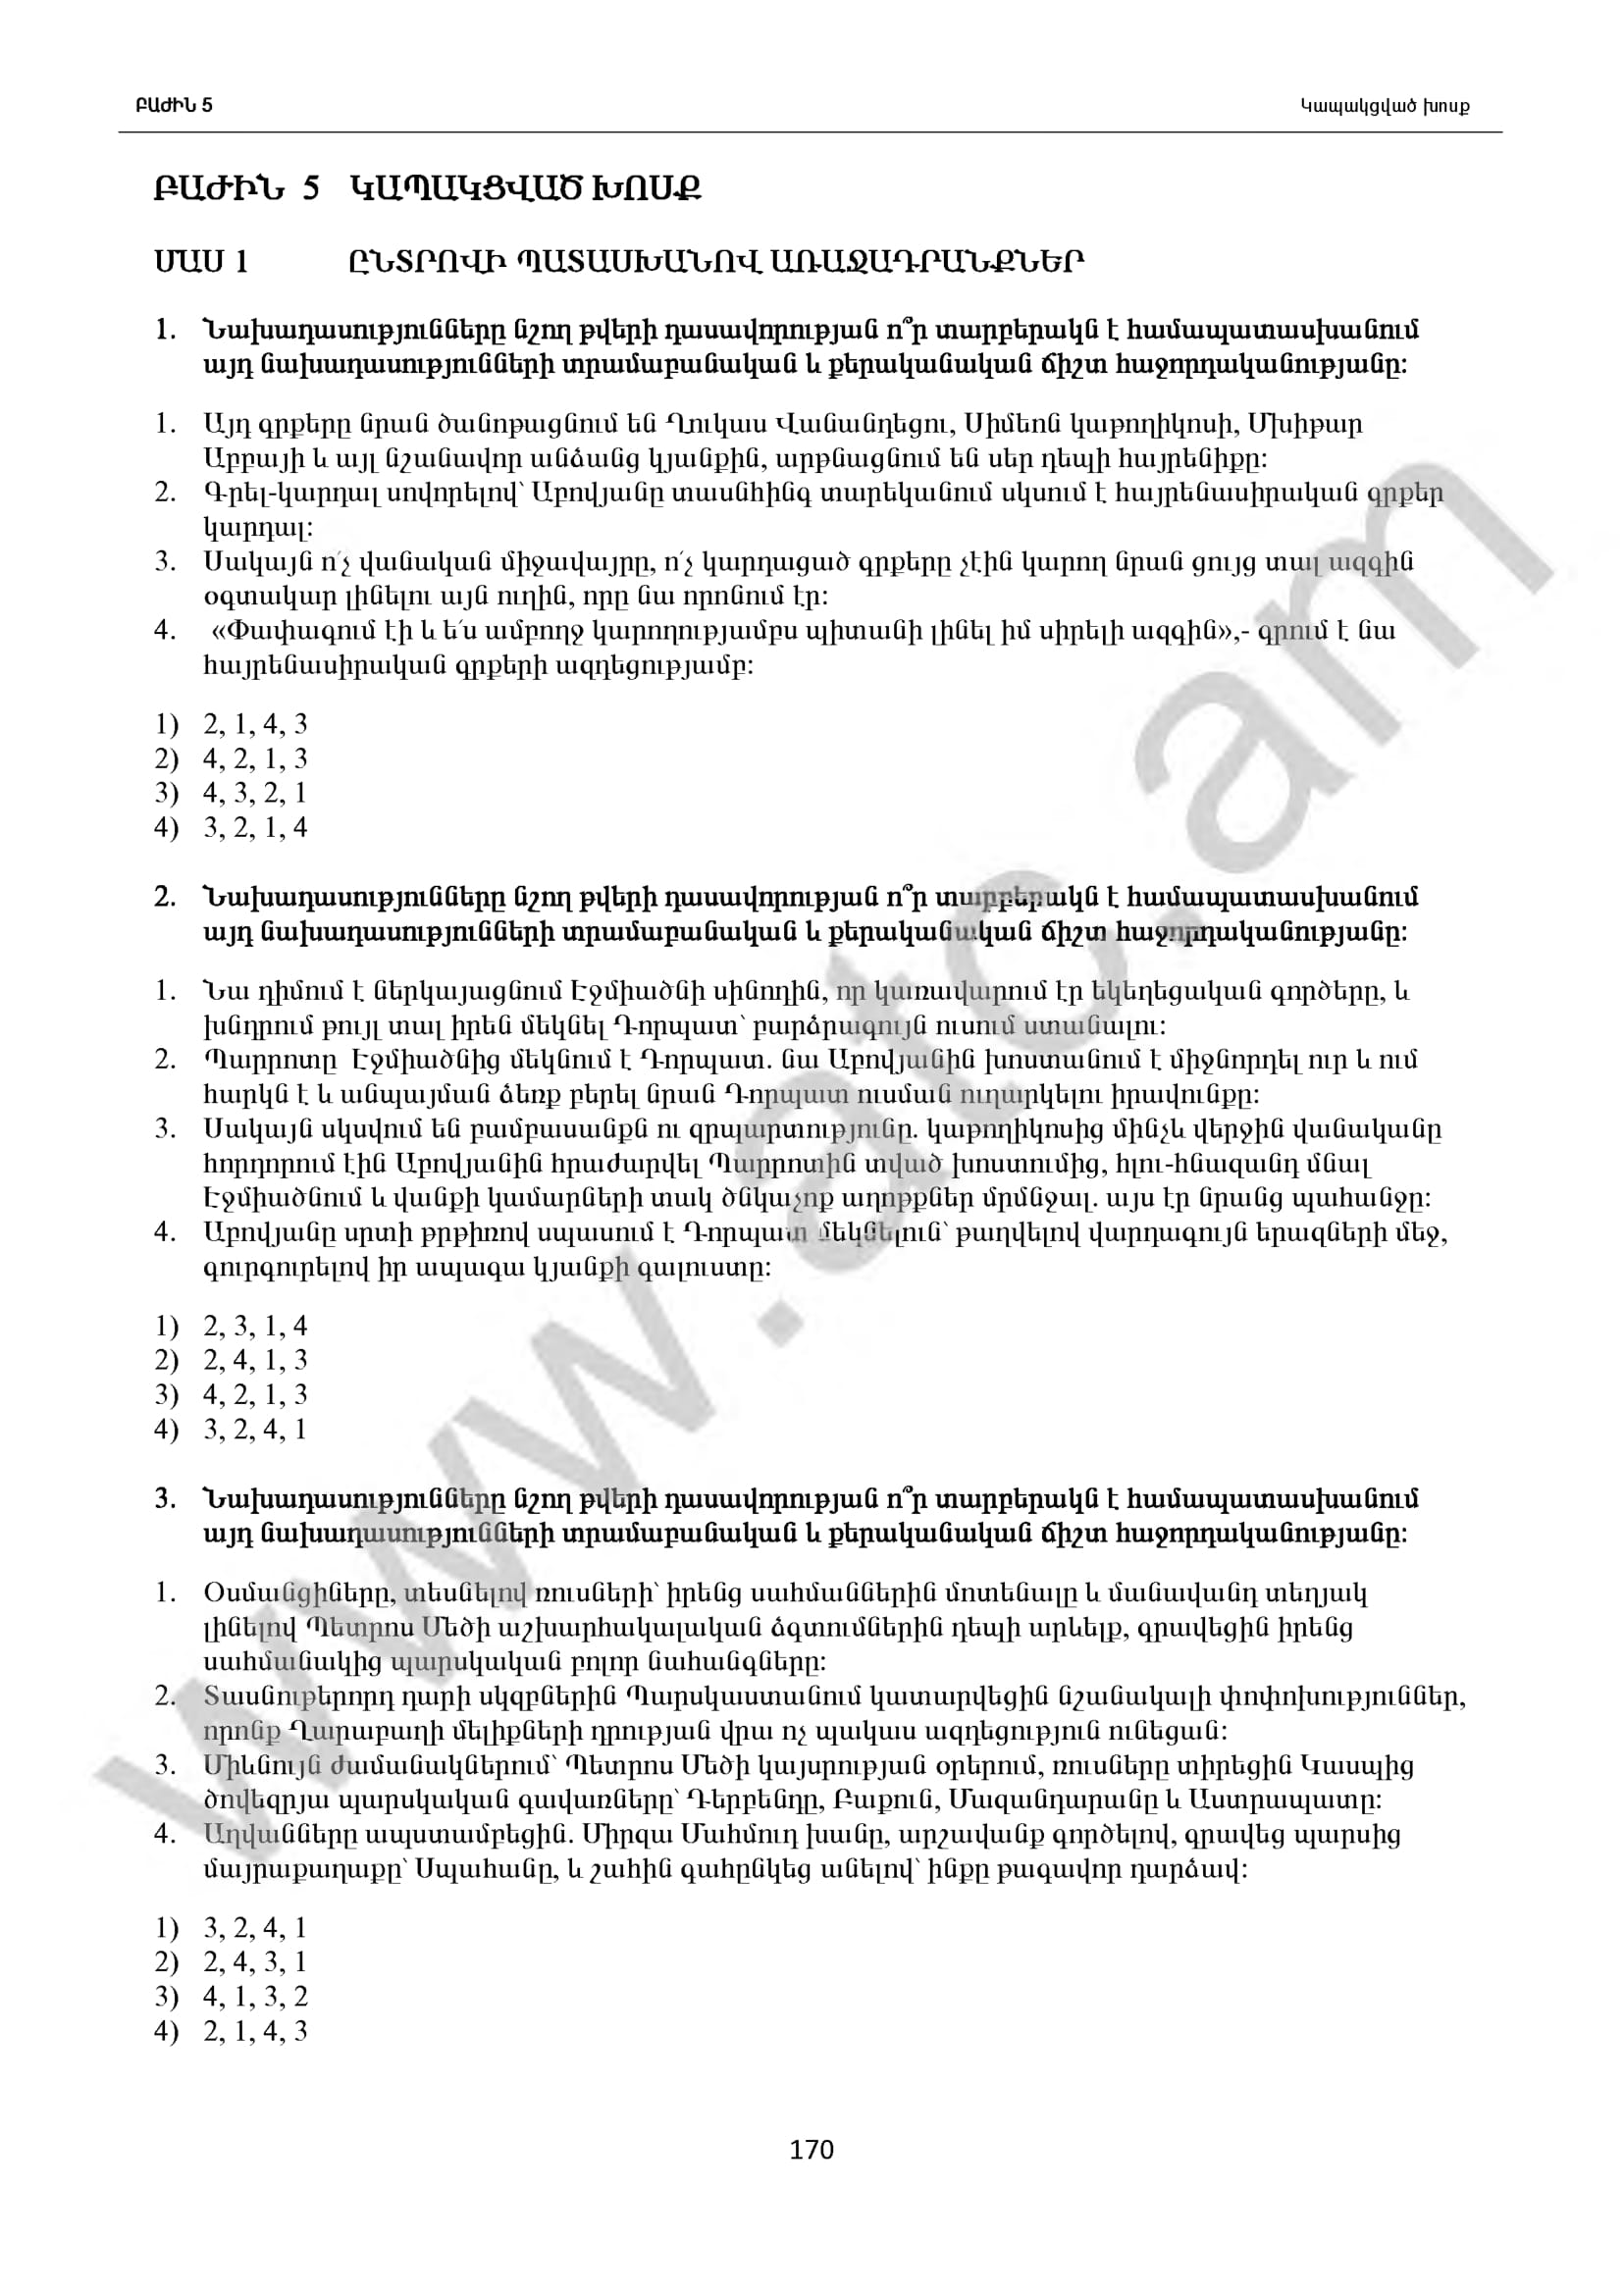 ԲԱԺԻՆ 5 Կապակցված խոսք
ԲԱԺԻՆ 5 ԿԱՊԱԿՑՎԱԾ ԽՈՍՔ
ՄԱՍ 1 ԸՆՏՐՈՎԻ ՊԱՏԱՍԽԱՆՈՎ ԱՌԱՋԱԴՐԱՆՔՆԵՐ
1. Նախադասությունները նշող թվերի դասավորության ո՞ր տարբերակն է համապատասխանում
այդ նախադասությունների տրամաբանական և քերականական ճիշտ հաջորդականությանը:
1. Այդ գրքերը նրան ծանոթացնում են Ղուկաս Վանանդեցու, Սիմեոն կաթողիկոսի, Մխիթար
Աբբայի և այլ նշանավոր անձանց կյանքին, արթնացնում են սեր դեպի հայրենիքը:
2. Գրել-կարդալ սովորելով՝ Աբովյանը տասնհինգ տարեկանում սկսում է հայրենասիրական գրքեր
կարդալ:
3. Սակայն ո՛չ վանական միջավայրը, ո՛չ կարդացած գրքերը չէին կարող նրան ցույց տալ ազգին
օգտակար լինելու այն ուղին, որը նա որոնում էր:
4. «Փափագում էի և ե՛ս ամբողջ կարողությամբս պիտանի լինել իմ սիրելի ազգին»,- գրում է նա
հայրենասիրական գրքերի ազդեցությամբ:
1) 2, 1, 4, 3
2) 4, 2, 1, 3
3) 4, 3, 2, 1
4) 3, 2, 1, 4
2. Նախադասությունները նշող թվերի դասավորության ո՞ր տարբերակն է համապատասխանում
այդ նախադասությունների տրամաբանական և քերականական ճիշտ հաջորդականությանը:
1. Նա դիմում է ներկայացնում Էջմիածնի սինոդին, որ կառավարում էր եկեղեցական գործերը, և
խնդրում թույլ տալ իրեն մեկնել Դորպատ՝ բարձրագույն ուսում ստանալու:
2. Պարրոտը Էջմիածնից մեկնում է Դորպատ. նա Աբովյանին խոստանում է միջնորդել ուր և ում
հարկն է և անպայման ձեռք բերել նրան Դորպատ ուսման ուղարկելու իրավունքը:
3. Սակայն սկսվում են բամբասանքն ու զրպարտությունը. կաթողիկոսից մինչև վերջին վանականը
հորդորում էին Աբովյանին հրաժարվել Պարրոտին տված խոստումից, հլու-հնազանդ մնալ
Էջմիածնում և վանքի կամարների տակ ծնկաչոք աղոթքներ մրմնջալ. այս էր նրանց պահանջը:
4. Աբովյանը սրտի թրթիռով սպասում է Դորպատ մեկնելուն՝ թաղվելով վարդագույն երազների մեջ,
գուրգուրելով իր ապագա կյանքի գալուստը:
1) 2, 3, 1, 4
2) 2, 4, 1, 3
3) 4, 2, 1, 3
4) 3, 2, 4, 1
3. Նախադասությունները նշող թվերի դասավորության ո՞ր տարբերակն է համապատասխանում
այդ նախադասությունների տրամաբանական և քերականական ճիշտ հաջորդականությանը:
1. Օսմանցիները, տեսնելով ռուսների՝ իրենց սահմաններին մոտենալը և մանավանդ տեղյակ
լինելով Պետրոս Մեծի աշխարհակալական ձգտումներին դեպի արևելք, գրավեցին իրենց
սահմանակից պարսկական բոլոր նահանգները:
2. Տասնութերորդ դարի սկզբներին Պարսկաստանում կատարվեցին նշանակալի փոփոխություններ,
որոնք Ղարաբաղի մելիքների դրության վրա ոչ պակաս ազդեցություն ունեցան:
3. Միևնույն ժամանակներում՝ Պետրոս Մեծի կայսրության օրերում, ռուսները տիրեցին Կասպից
ծովեզրյա պարսկական գավառները՝ Դերբենդը, Բաքուն, Մազանդարանը և Աստրապատը:
4. Աղվանները ապստամբեցին. Միրզա Մահմուդ խանը, արշավանք գործելով, գրավեց պարսից
մայրաքաղաքը՝ Սպահանը, և շահին գահընկեց անելով՝ ինքը թագավոր դարձավ:
1) 3, 2, 4, 1
2) 2, 4, 3, 1
3) 4, 1, 3, 2
4) 2, 1, 4, 3
170
www.atc.am